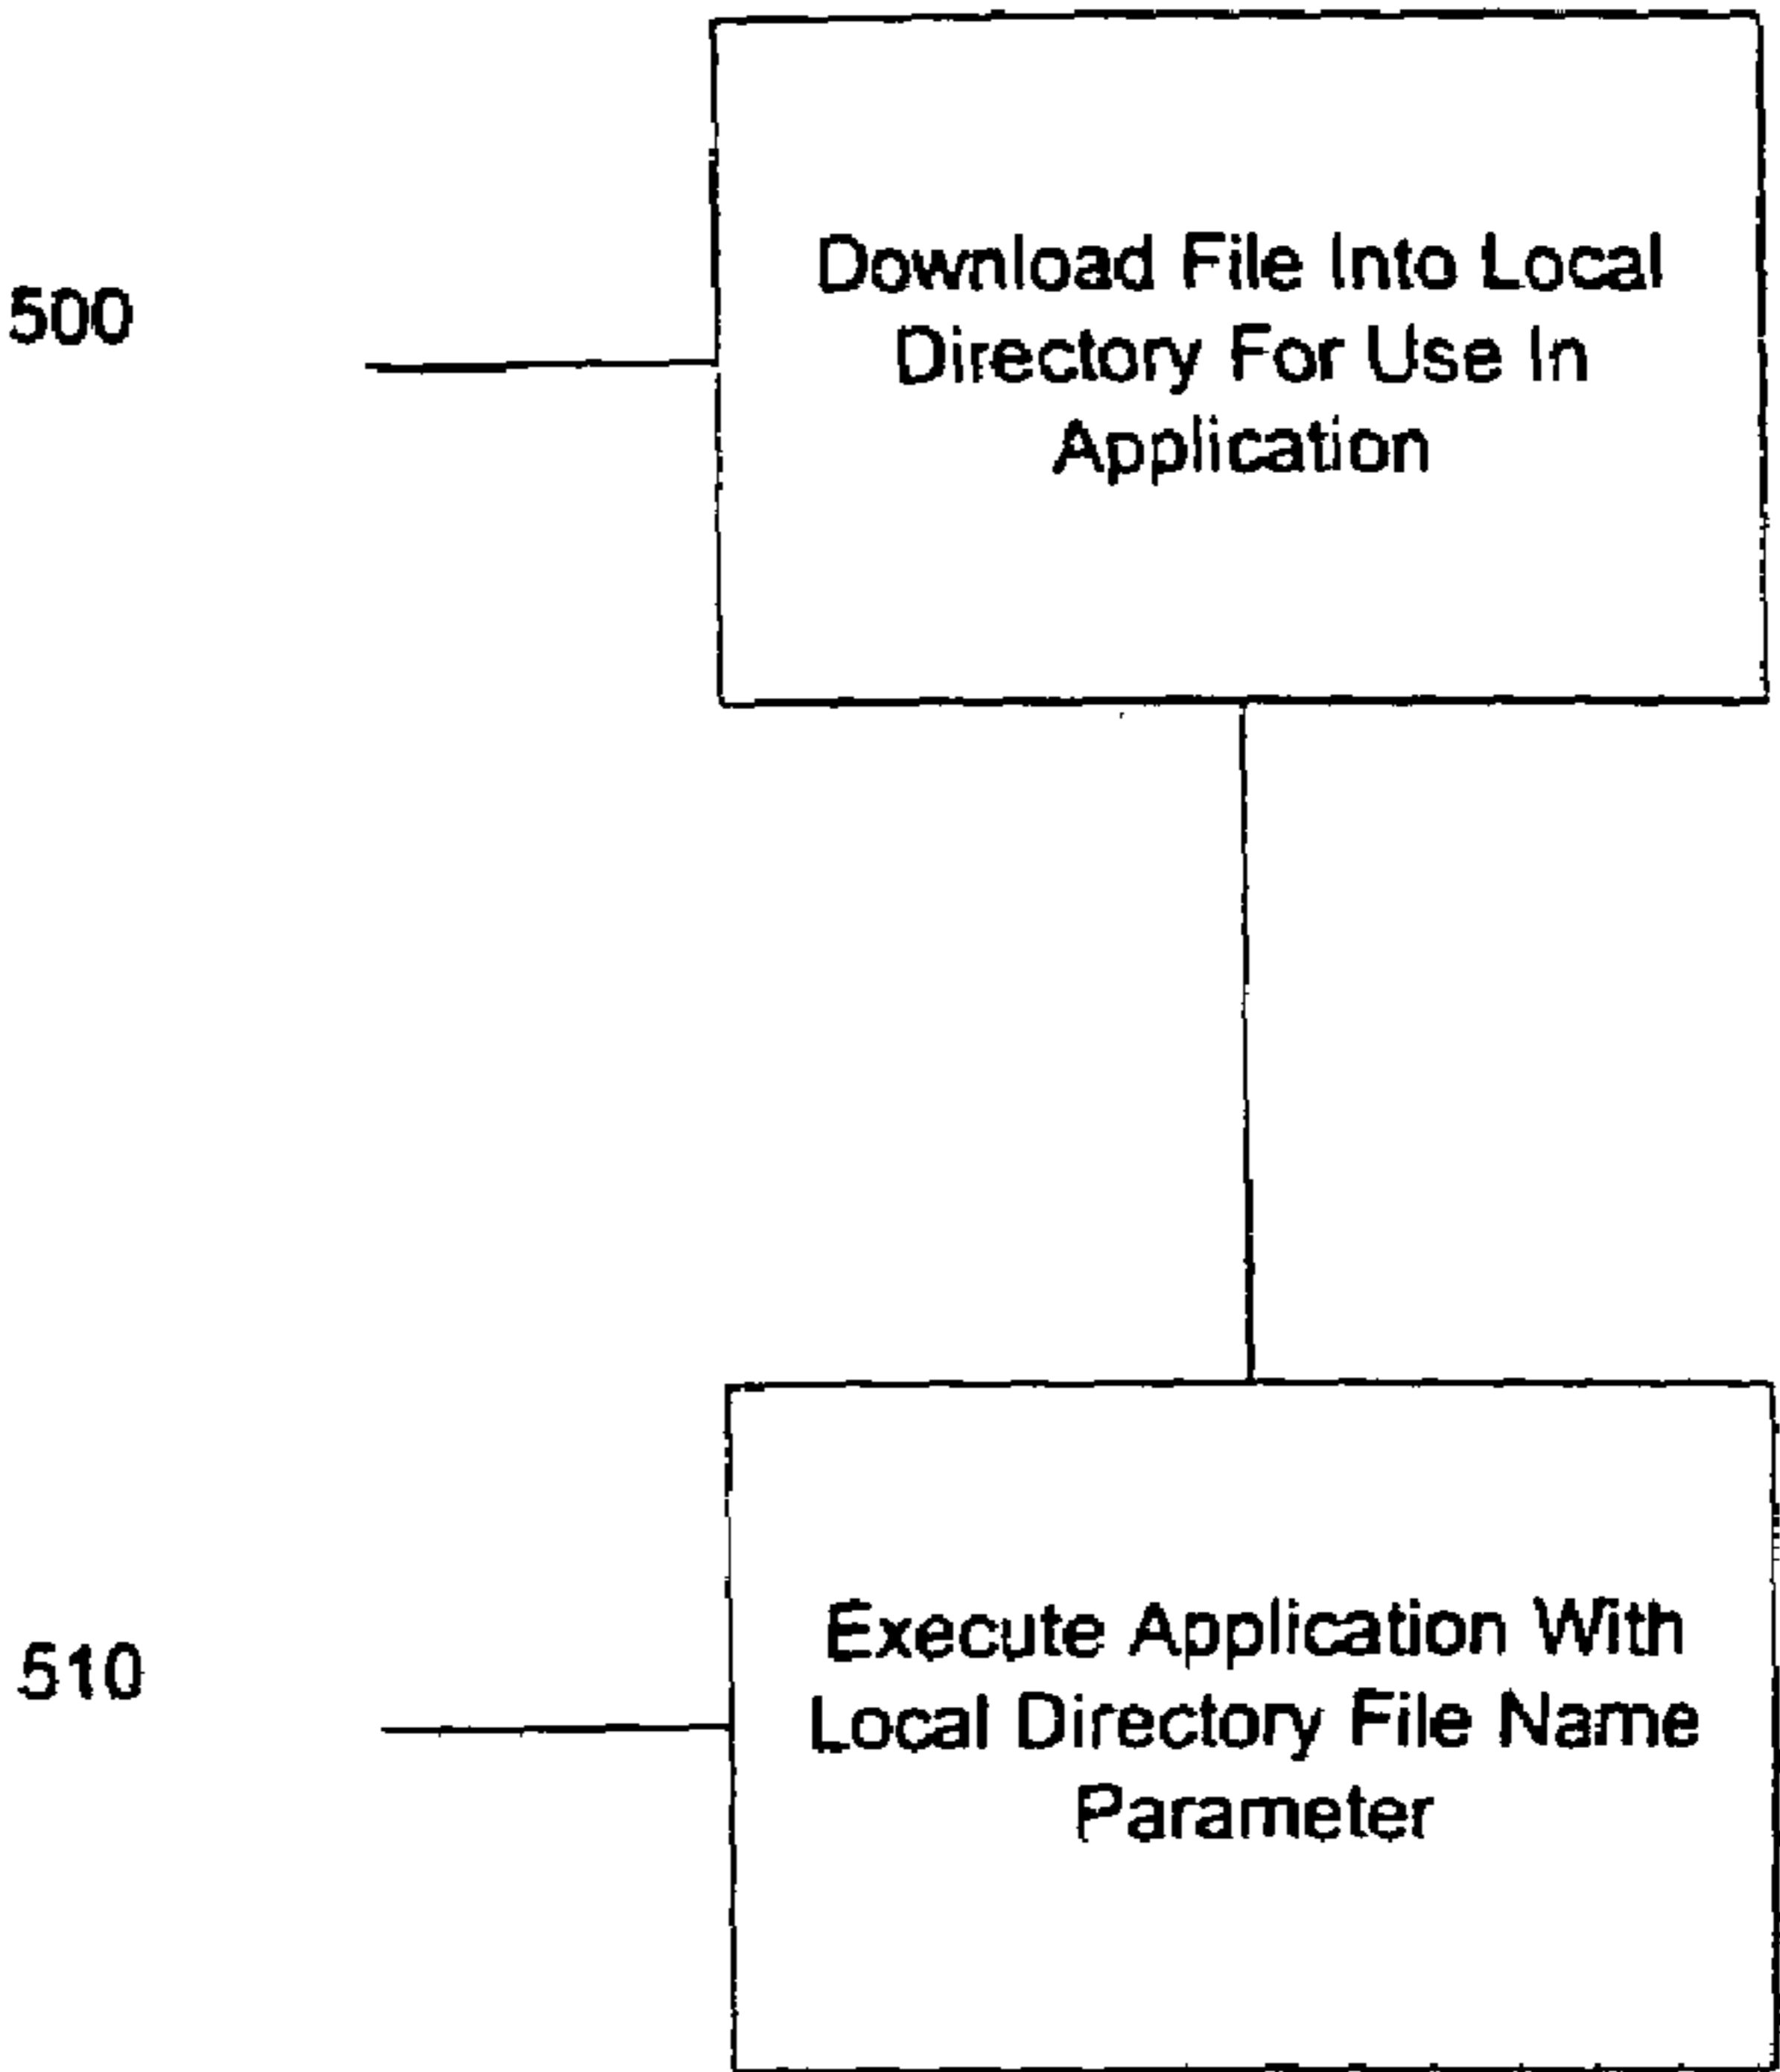 500
Download File Into Local
Directory For Use In
Application
510
Execute Application With
Local Directory File Name
Parameter